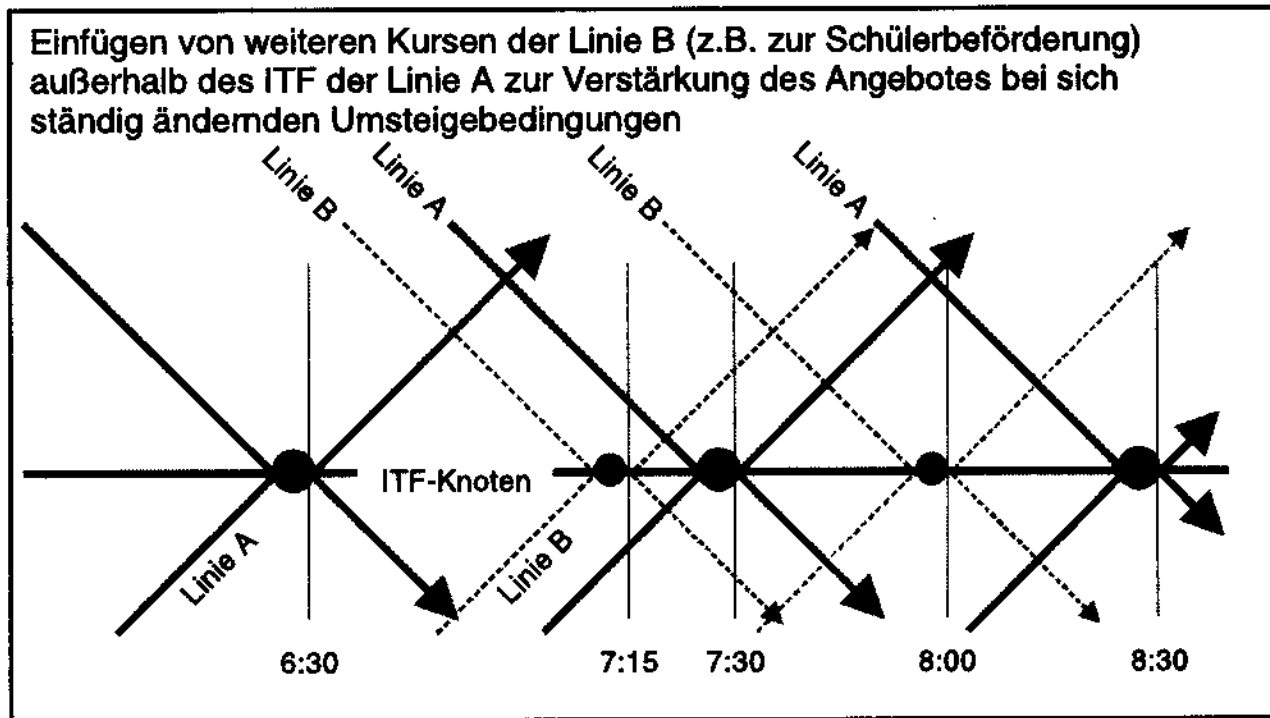 Einfügen von weiteren Kursen der Linie B (z.B. zur Schülerbeförderung)
außerhalb des ITF der Linie A zur Verstärkung des Angebotes bei sich
ständig ändernden Umsteigebedingungen
Linie B
Linie A
Linie B
Linie A
ITF-Knoten
Linie A
Linie B
6:30
7:15
7:30
8:00
8:30